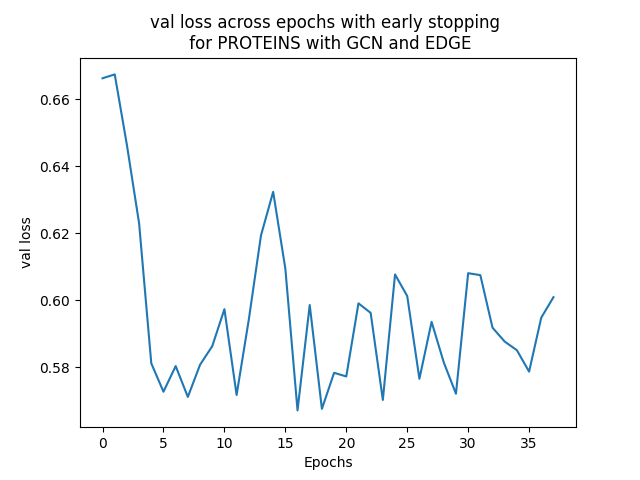 val loss across epochs with early stopping
for PROTEINS with GCN and EDGE
val loss
0.66
0.64
0.62
0.60
0.58
0 5 10 15 20 25 30 35
Epochs